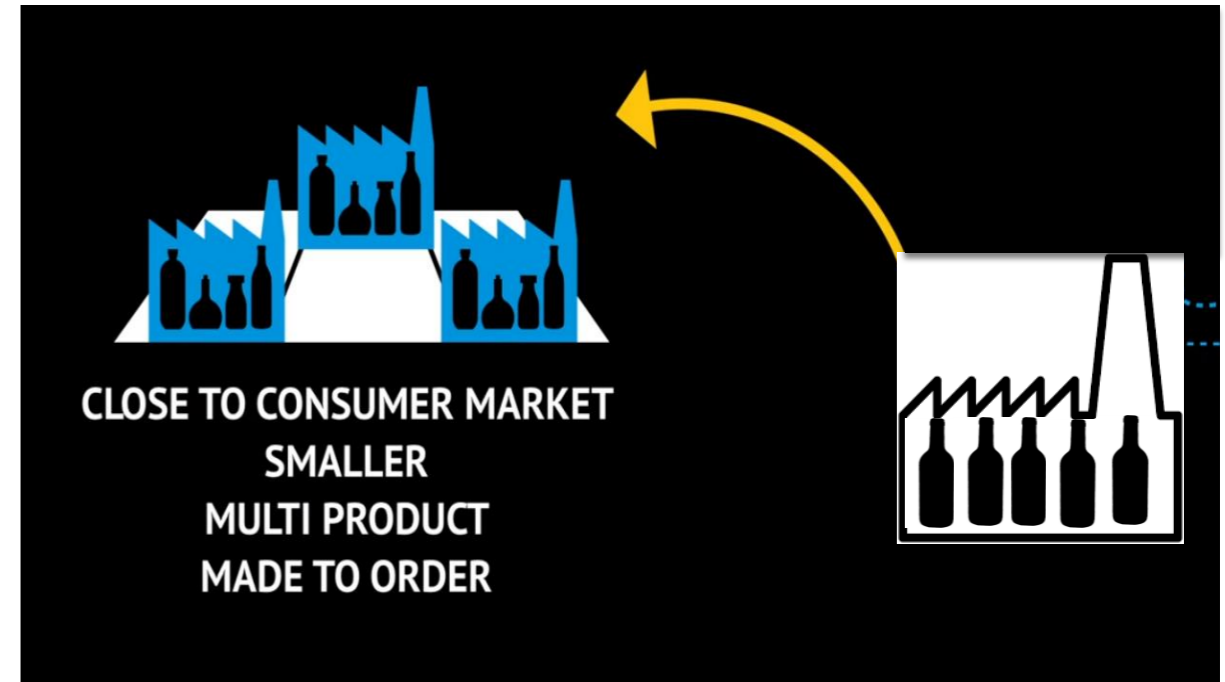 CLOSE TO CONSUMER MARKET
SMALLER
MULTI PRODUCT
MADE TO ORDER